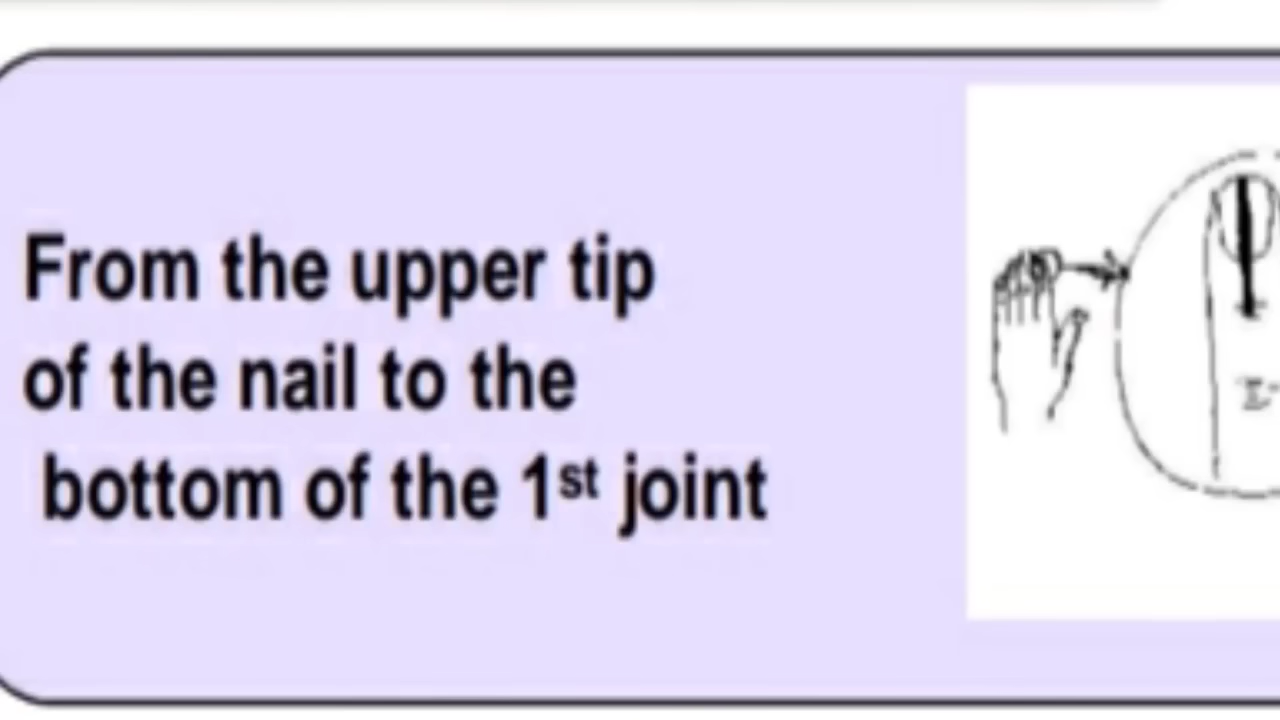 From the upper tip
of the nail to the
bottom of the 1st joint